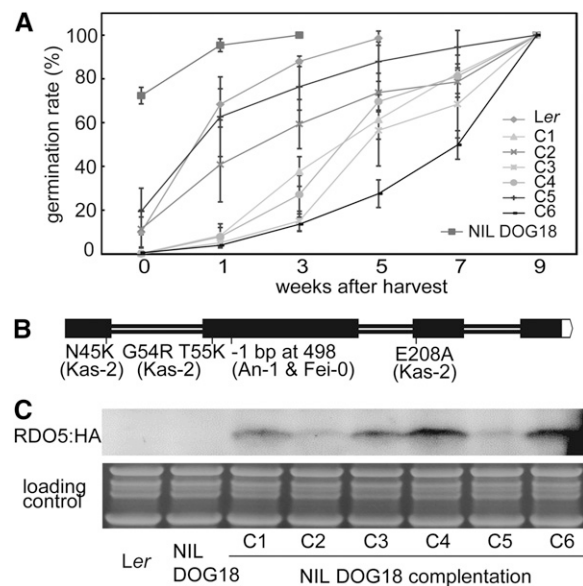 A
germination rate (%)
100
80
60
40
20
0
0 1 3 5 7 9
weeks after harvest
Ler
C1
C2
C3
C4
C5
C6
NIL DOG18
B
N45K G54R T55K -1 bp at 498 E208A
(Kas-2) (Kas-2) (An-1 & Fei-0) (Kas-2)
C
RDO5:HA
loading
control
C1 C2 C3 C4 C5 C6
Ler NIL
DOG18 NIL DOG18 complentation